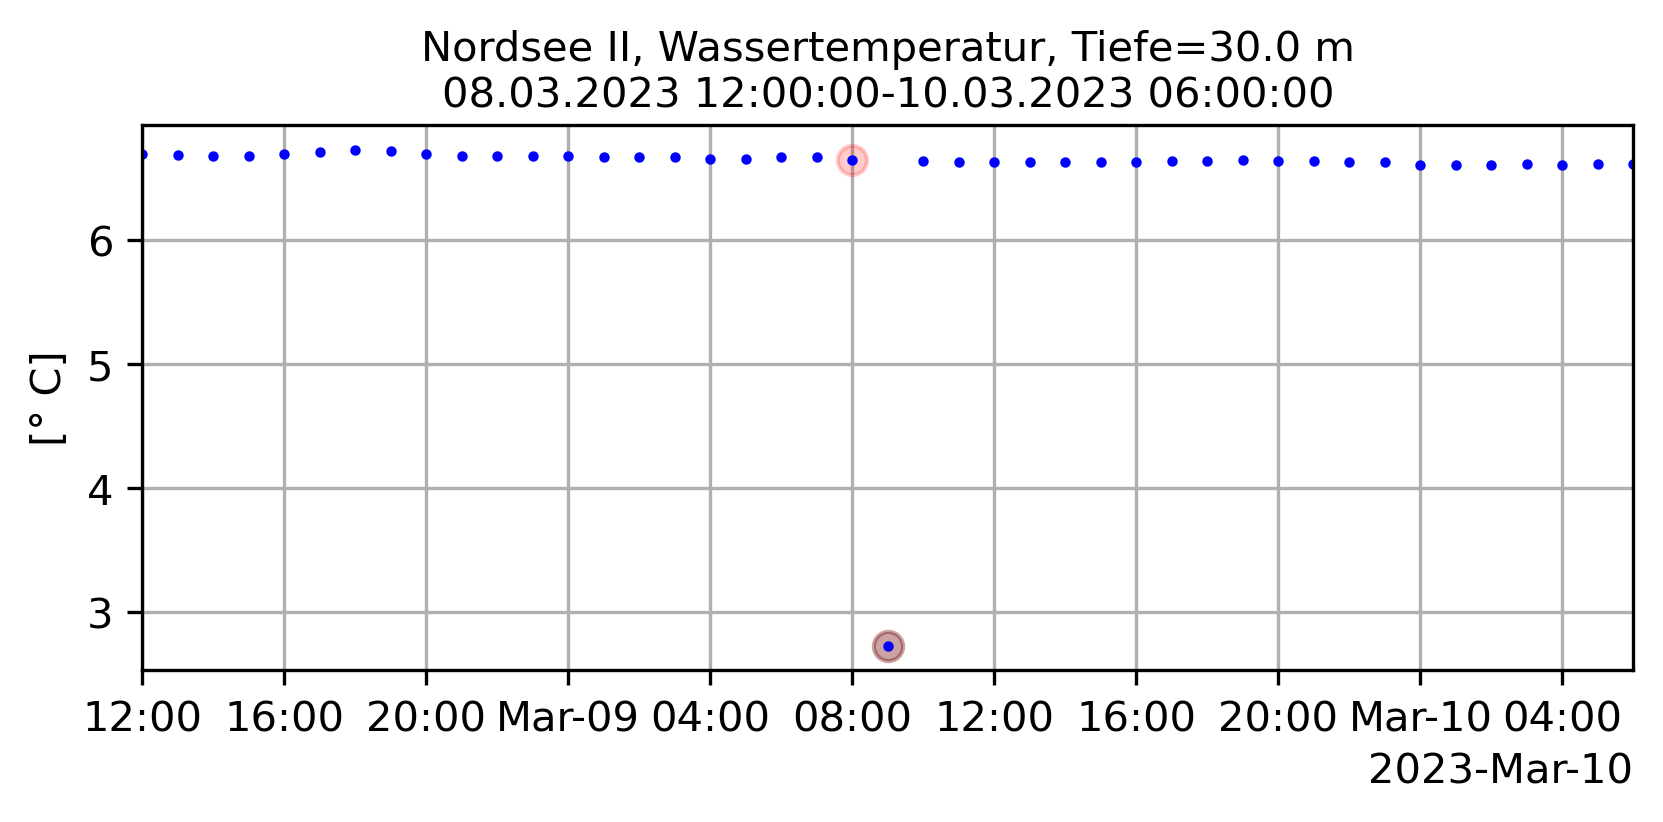 Nordsee II, Wassertemperatur, Tiefe=30.0 m
08.03.2023 12:00:00-10.03.2023 06:00:00
[° C]
6
5
4
3
12:00 16:00 20:00 Mar-09 04:00 08:00 12:00 16:00 20:00 Mar-10 04:00
2023-Mar-10